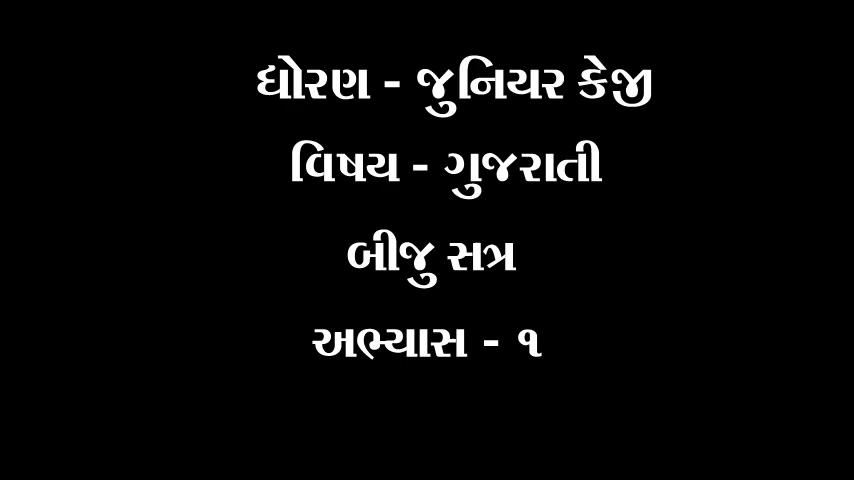 ધોરણ - જુનિયર કેજી
વિષય - ગુજરાતી
બીજુ સત્ર
અભ્યાસ - ૧